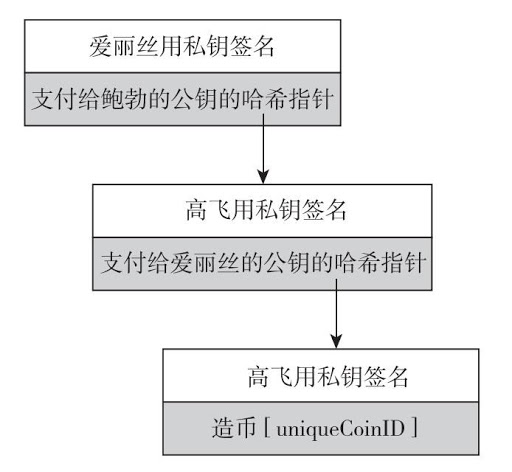 爱丽丝用私钥签名
支付给鲍勃的公钥的哈希指针
高飞用私钥签名
支付给爱丽丝的公钥的哈希指针
高飞用私钥签名
造币[uniqueCoinID]